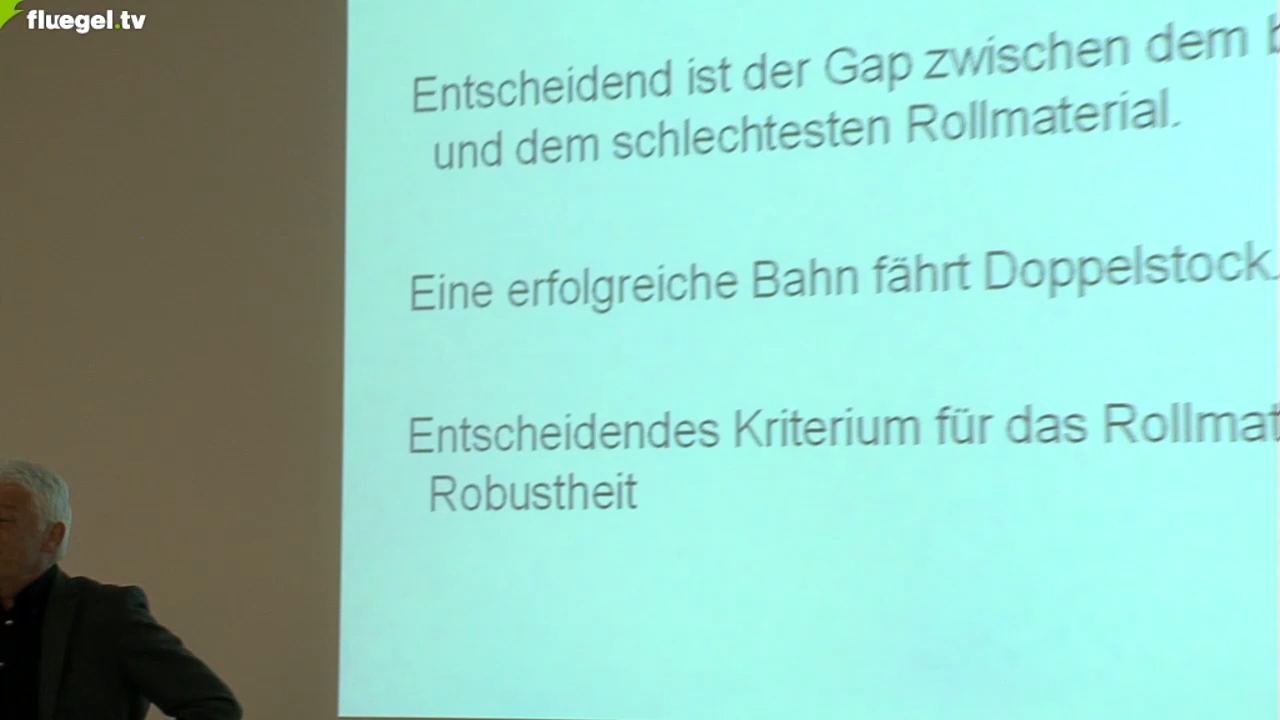 fluegel.tv
Entscheidend ist der Gap zwischen dem
und dem schlechtesten Rollmaterial.
Eine erfolgreiche Bahn fährt Doppelstock.
Entscheidendes Kriterium für das
Robustheit